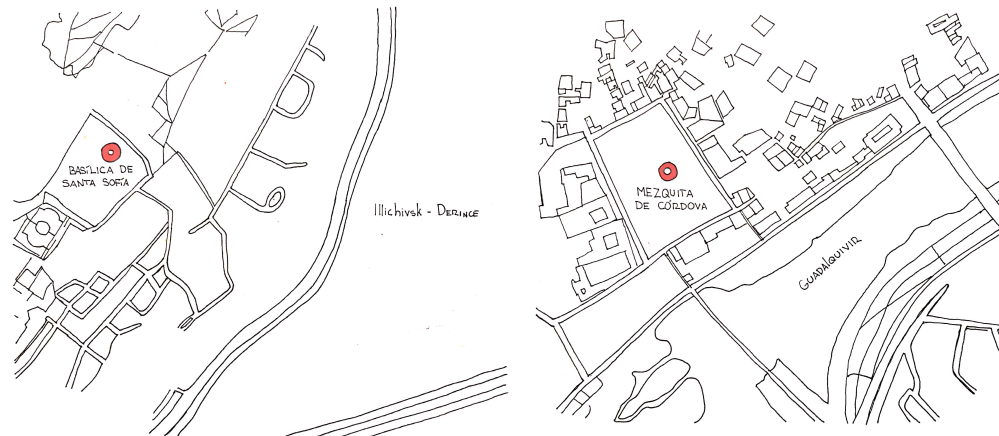 BASÍLICA DE
SANTA SOFÍA
Illichivsk - DERINCE
MEZQUITA
DE CÓRDOVA
GUADALQUIVIR